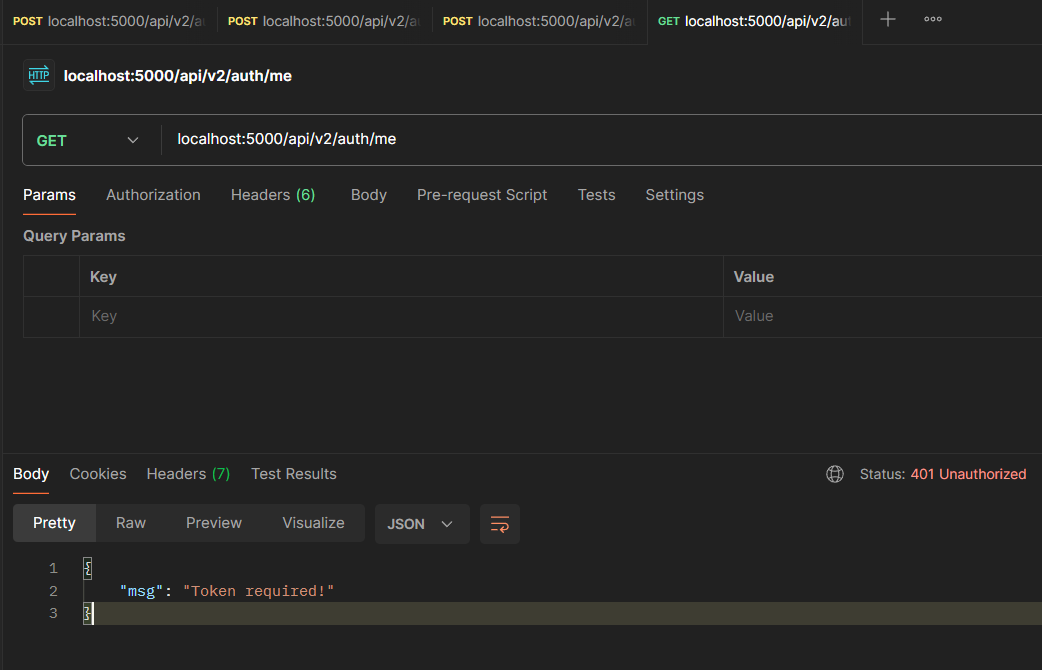 POST localhost:5000/api/v2/a POST localhost:5000/api/v2/a POST localhost:5000/api/v2/a GET localhost:5000/api/v2/aut
HTTP localhost:5000/api/v2/auth/me
GET localhost:5000/api/v2/auth/me
Params Authorization Headers (6) Body Pre-request Script Tests Settings
Query Params
Key Value
Key Value
Body Cookies Headers (7) Test Results Status: 401 Unauthorized
Pretty Raw Preview Visualize JSON
1 {
2 "msg": "Token required!"
3 }